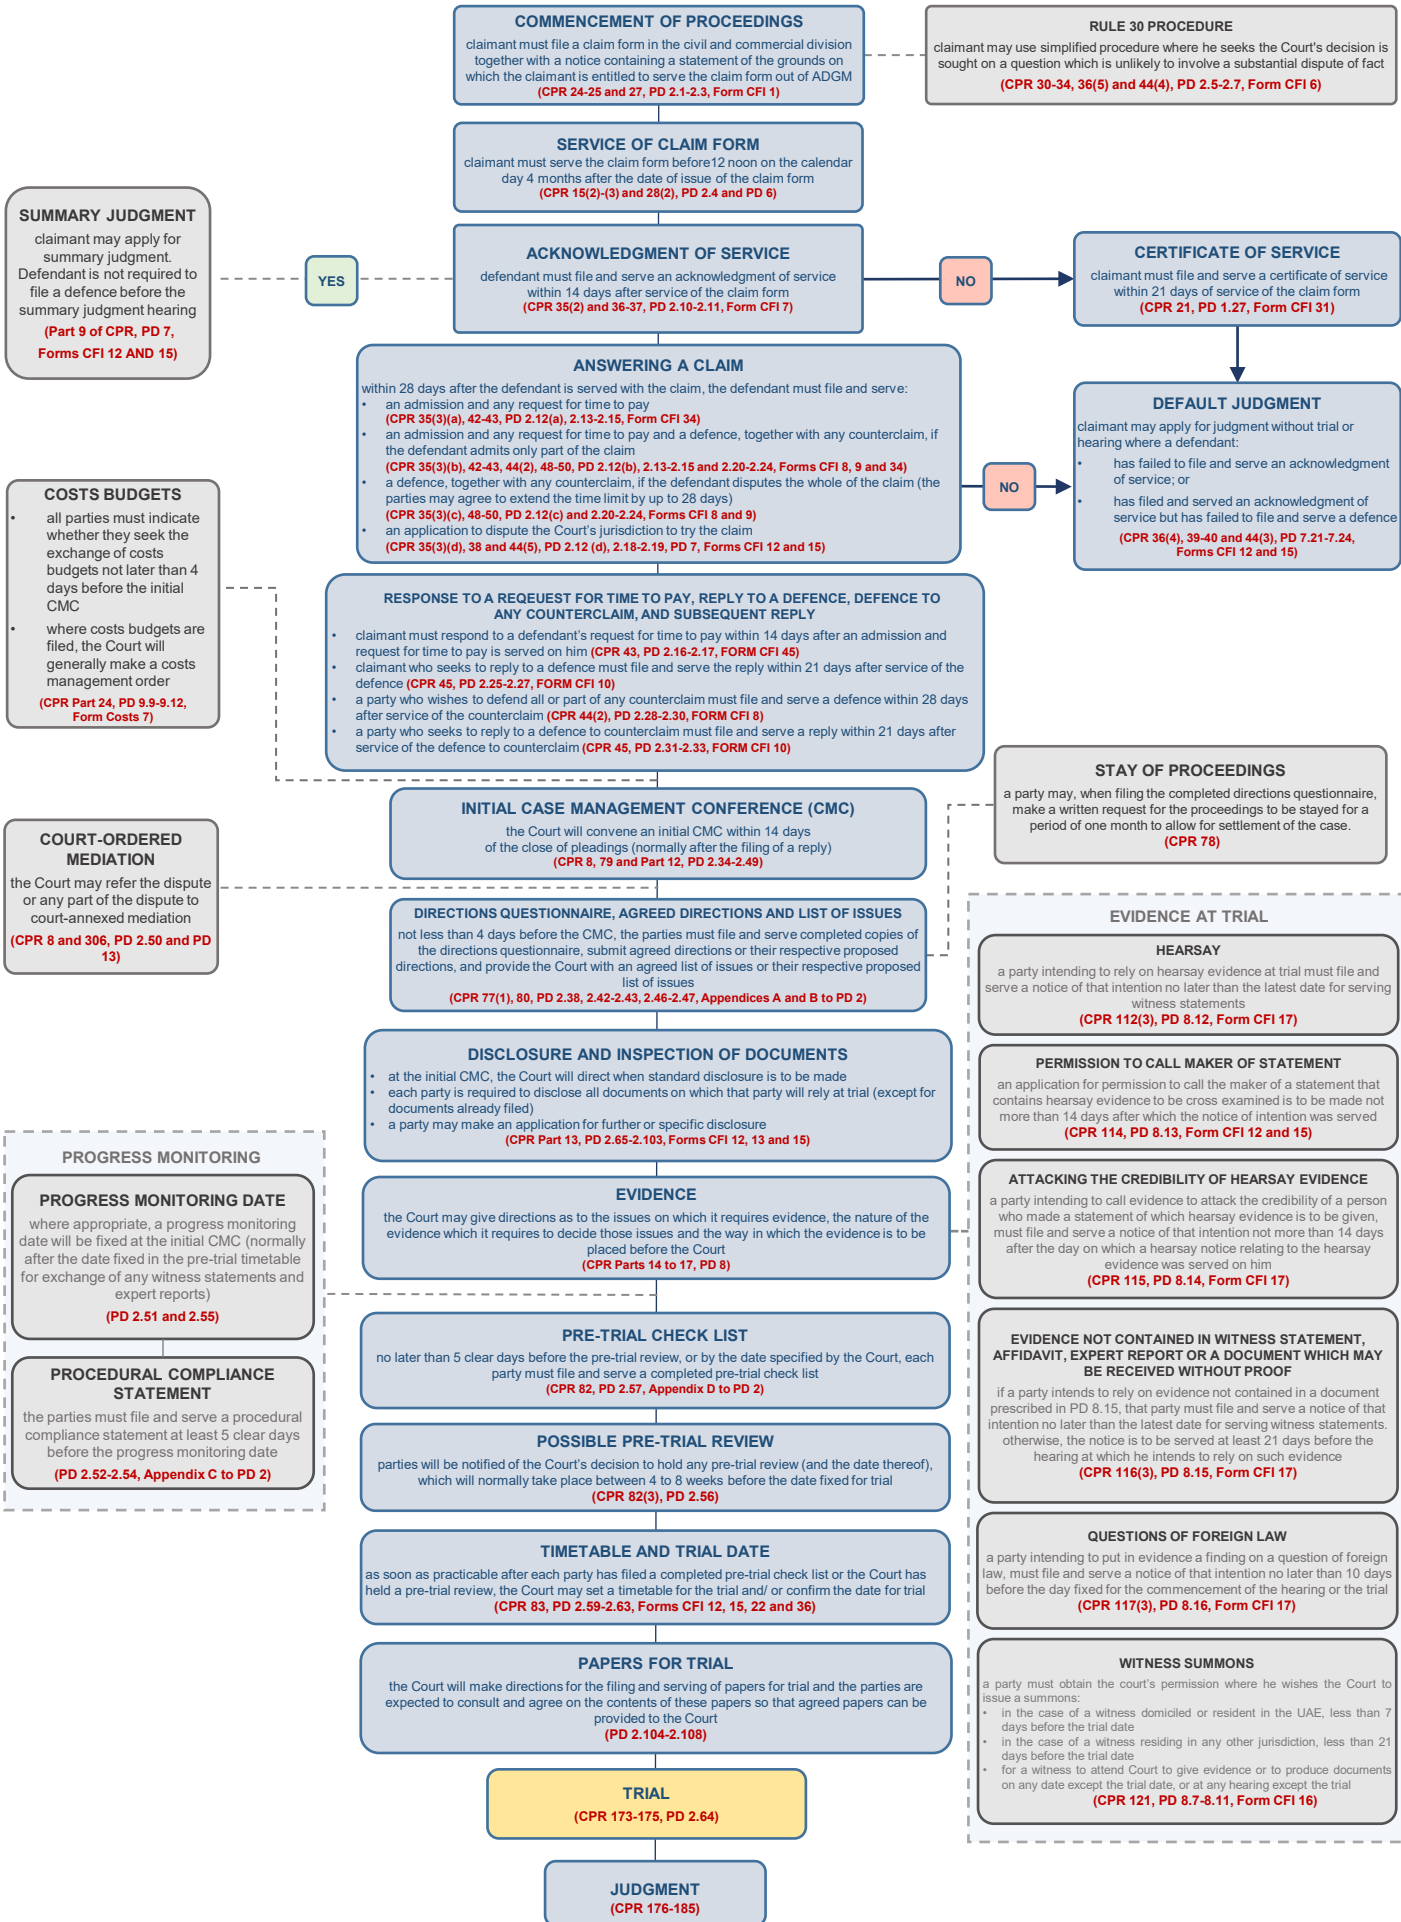 COMMENCEMENT OF PROCEEDINGS
claimant must file a claim form in the civil and commercial division
together with a notice containing a statement of the grounds on
which the claimant is entitled to serve the claim form out of ADGM
(CPR 24-25 and 27, PD 2.1-2.3, Form CFI 1)
RULE 30 PROCEDURE
claimant may use simplified procedure where he seeks the Court's decision is
sought on a question which is unlikely to involve a substantial dispute of fact
(CPR 30-34, 36(5) and 44(4), PD 2.5-2.7, Form CFI 6)
SERVICE OF CLAIM FORM
claimant must serve the claim form before12 noon on the calendar
day 4 months after the date of issue of the claim form
(CPR 15(2)-(3) and 28(2), PD 2.4 and PD 6)
SUMMARY JUDGMENT
claimant may apply for
summary judgment.
Defendant is not required to
file a defence before the
summary judgment hearing
(Part 9 of CPR, PD 7,
Forms CFI 12 AND 15)
YES
ACKNOWLEDGMENT OF SERVICE
defendant must file and serve an acknowledgment of service
within 14 days after service of the claim form
(CPR 35(2) and 36-37, PD 2.10-2.11, Form CFI 7)
NO
CERTIFICATE OF SERVICE
claimant must file and serve a certificate of service
within 21 days of service of the claim form
(CPR 21, PD 1.27, Form CFI 31)
ANSWERING A CLAIM
within 28 days after the defendant is served with the claim, the defendant must file and serve:
• an admission and any request for time to pay
(CPR 35(3)(a), 42-43, PD 2.12(a), 2.13-2.15, Form CFI 34)
• an admission and any request for time to pay and a defence, together with any counterclaim, if
the defendant admits only part of the claim
(CPR 35(3)(b), 42-43, 44(2), 48-50, PD 2.12(b), 2.13-2.15 and 2.20-2.24, Forms CFI 8, 9 and 34)
• a defence, together with any counterclaim, if the defendant disputes the whole of the claim (the
parties may agree to extend the time limit by up to 28 days)
(CPR 35(3)(c), 48-50, PD 2.12(c) and 2.20-2.24, Forms CFI 8 and 9)
• an application to dispute the Court's jurisdiction to try the claim
(CPR 35(3)(d), 38 and 44(5), PD 2.12 (d), 2.18-2.19, PD 7, Forms CFI 12 and 15)
NO
DEFAULT JUDGMENT
claimant may apply for judgment without trial or
hearing where a defendant:
• has failed to file and serve an acknowledgment
of service; or
• has filed and served an acknowledgment of
service but has failed to file and serve a defence
(CPR 36(4), 39-40 and 44(3), PD 7.21-7.24,
Forms CFI 12 and 15)
COSTS BUDGETS
• all parties must indicate
whether they seek the
exchange of costs
budgets not later than 4
days before the initial
CMC
• where costs budgets are
filed, the Court will
generally make a costs
management order
(CPR Part 24, PD 9.9-9.12,
Form Costs 7)
RESPONSE TO A REQEUEST FOR TIME TO PAY, REPLY TO A DEFENCE, DEFENCE TO
ANY COUNTERCLAIM, AND SUBSEQUENT REPLY
• claimant must respond to a defendant's request for time to pay within 14 days after an admission and
request for time to pay is served on him (CPR 43, PD 2.16-2.17, FORM CFI 45)
• claimant who seeks to reply to a defence must file and serve the reply within 21 days after service of the
defence (CPR 45, PD 2.25-2.27, FORM CFI 10)
• a party who wishes to defend all or part of any counterclaim must file and serve a defence within 28 days
after service of the counterclaim (CPR 44(2), PD 2.28-2.30, FORM CFI 8)
• a party who seeks to reply to a defence to counterclaim must file and serve a reply within 21 days after
service of the defence to counterclaim (CPR 45, PD 2.31-2.33, FORM CFI 10)
INITIAL CASE MANAGEMENT CONFERENCE (CMC)
the Court will convene an initial CMC within 14 days
of the close of pleadings (normally after the filing of a reply)
(CPR 8, 79 and Part 12, PD 2.34-2.49)
STAY OF PROCEEDINGS
a party may, when filing the completed directions questionnaire,
make a written request for the proceedings to be stayed for a
period of one month to allow for settlement of the case.
(CPR 78)
COURT-ORDERED
MEDIATION
the Court may refer the dispute
or any part of the dispute to
court-annexed mediation
(CPR 8 and 306, PD 2.50 and PD
13)
DIRECTIONS QUESTIONNAIRE, AGREED DIRECTIONS AND LIST OF ISSUES
not less than 4 days before the CMC, the parties must file and serve completed copies of
the directions questionnaire, submit agreed directions or their respective proposed
directions, and provide the Court with an agreed list of issues or their respective proposed
list of issues
(CPR 77(1), 80, PD 2.38, 2.42-2.43, 2.46-2.47, Appendices A and B to PD 2)
DISCLOSURE AND INSPECTION OF DOCUMENTS
• at the initial CMC, the Court will direct when standard disclosure is to be made
• each party is required to disclose all documents on which that party will rely at trial (except for
documents already filed)
• a party may make an application for further or specific disclosure
(CPR Part 13, PD 2.65-2.103, Forms CFI 12, 13 and 15)
EVIDENCE
the Court may give directions as to the issues on which it requires evidence, the nature of the
evidence which it requires to decide those issues and the way in which the evidence is to be
placed before the Court
(CPR Parts 14 to 17, PD 8)
PROGRESS MONITORING
PROGRESS MONITORING DATE
where appropriate, a progress monitoring
date will be fixed at the initial CMC (normally
after the date fixed in the pre-trial timetable
for exchange of any witness statements and
expert reports)
(PD 2.51 and 2.55)
PROCEDURAL COMPLIANCE
STATEMENT
the parties must file and serve a procedural
compliance statement at least 5 clear days
before the progress monitoring date
(PD 2.52-2.54, Appendix C to PD 2)
PRE-TRIAL CHECK LIST
no later than 5 clear days before the pre-trial review, or by the date specified by the Court, each
party must file and serve a completed pre-trial check list
(CPR 82, PD 2.57, Appendix D to PD 2)
POSSIBLE PRE-TRIAL REVIEW
parties will be notified of the Court's decision to hold any pre-trial review (and the date thereof),
which will normally take place between 4 to 8 weeks before the date fixed for trial
(CPR 82(3), PD 2.56)
TIMETABLE AND TRIAL DATE
as soon as practicable after each party has filed a completed pre-trial check list or the Court has
held a pre-trial review, the Court may set a timetable for the trial and/ or confirm the date for trial
(CPR 83, PD 2.59-2.63, Forms CFI 12, 15, 22 and 36)
PAPERS FOR TRIAL
the Court will make directions for the filing and serving of papers for trial and the parties are
expected to consult and agree on the contents of these papers so that agreed papers can be
provided to the Court
(PD 2.104-2.108)
TRIAL
(CPR 173-175, PD 2.64)
JUDGMENT
(CPR 176-185)
EVIDENCE AT TRIAL
HEARSAY
a party intending to rely on hearsay evidence at trial must file and
serve a notice of that intention no later than the latest date for serving
witness statements
(CPR 112(3), PD 8.12, Form CFI 17)
PERMISSION TO CALL MAKER OF STATEMENT
an application for permission to call the maker of a statement that
contains hearsay evidence to be cross examined is to be made not
more than 14 days after which the notice of intention was served
(CPR 114, PD 8.13, Form CFI 12 and 15)
ATTACKING THE CREDIBILITY OF HEARSAY EVIDENCE
a party intending to call evidence to attack the credibility of a person
who made a statement of which hearsay evidence is to be given,
must file and serve a notice of that intention not more than 14 days
after the day on which a hearsay notice relating to the hearsay
evidence was served on him
(CPR 115, PD 8.14, Form CFI 17)
EVIDENCE NOT CONTAINED IN WITNESS STATEMENT,
AFFIDAVIT, EXPERT REPORT OR A DOCUMENT WHICH MAY
BE RECEIVED WITHOUT PROOF
if a party intends to rely on evidence not contained in a document
prescribed in PD 8.15, that party must file and serve a notice of that
intention no later than the latest date for serving witness statements.
otherwise, the notice is to be served at least 21 days before the
hearing at which he intends to rely on such evidence
(CPR 116(3), PD 8.15, Form CFI 17)
QUESTIONS OF FOREIGN LAW
a party intending to put in evidence a finding on a question of foreign
law, must file and serve a notice of that intention no later than 10 days
before the day fixed for the commencement of the hearing or the trial
(CPR 117(3), PD 8.16, Form CFI 17)
WITNESS SUMMONS
a party must obtain the court's permission where he wishes the Court to
issue a summons:
• in the case of a witness domiciled or resident in the UAE, less than 7
days before the trial date
• in the case of a witness residing in any other jurisdiction, less than 21
days before the trial date
• for a witness to attend Court to give evidence or to produce documents
on any date except the trial date, or at any hearing except the trial
(CPR 121, PD 8.7-8.11, Form CFI 16)